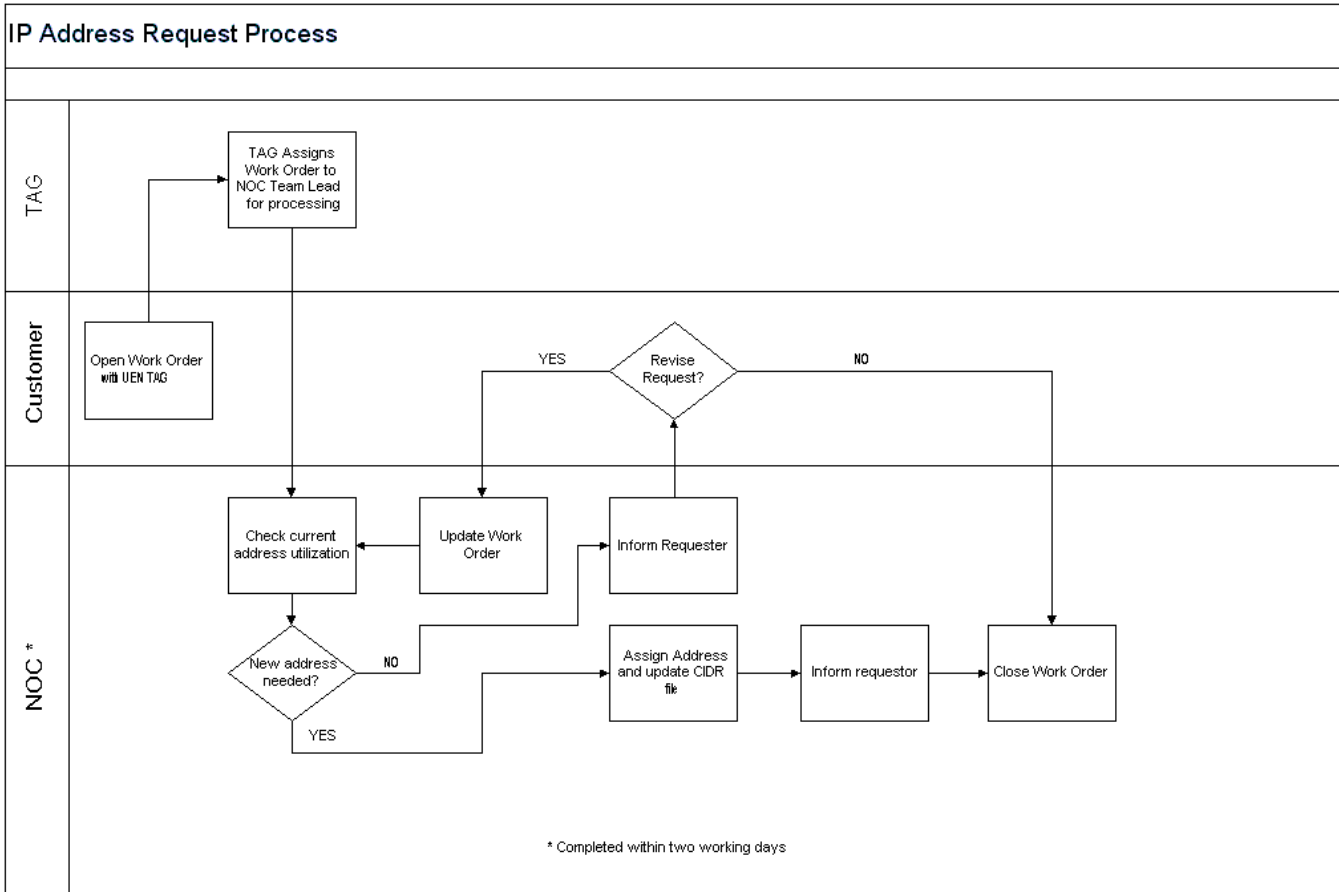 IP Address Request Process
TAG
TAG Assigns
Work Order to
NOC Team Lead
for processing
Customer
Open Work Order
with UEN TAG
YES
Revise
Request?
NO
NOC *
Check current
address utilization
Update Work
Order
Inform Requester
New address
needed?
NO
YES
Assign Address
and update CIDR
file
Inform requestor
Close Work Order
* Completed within two working days